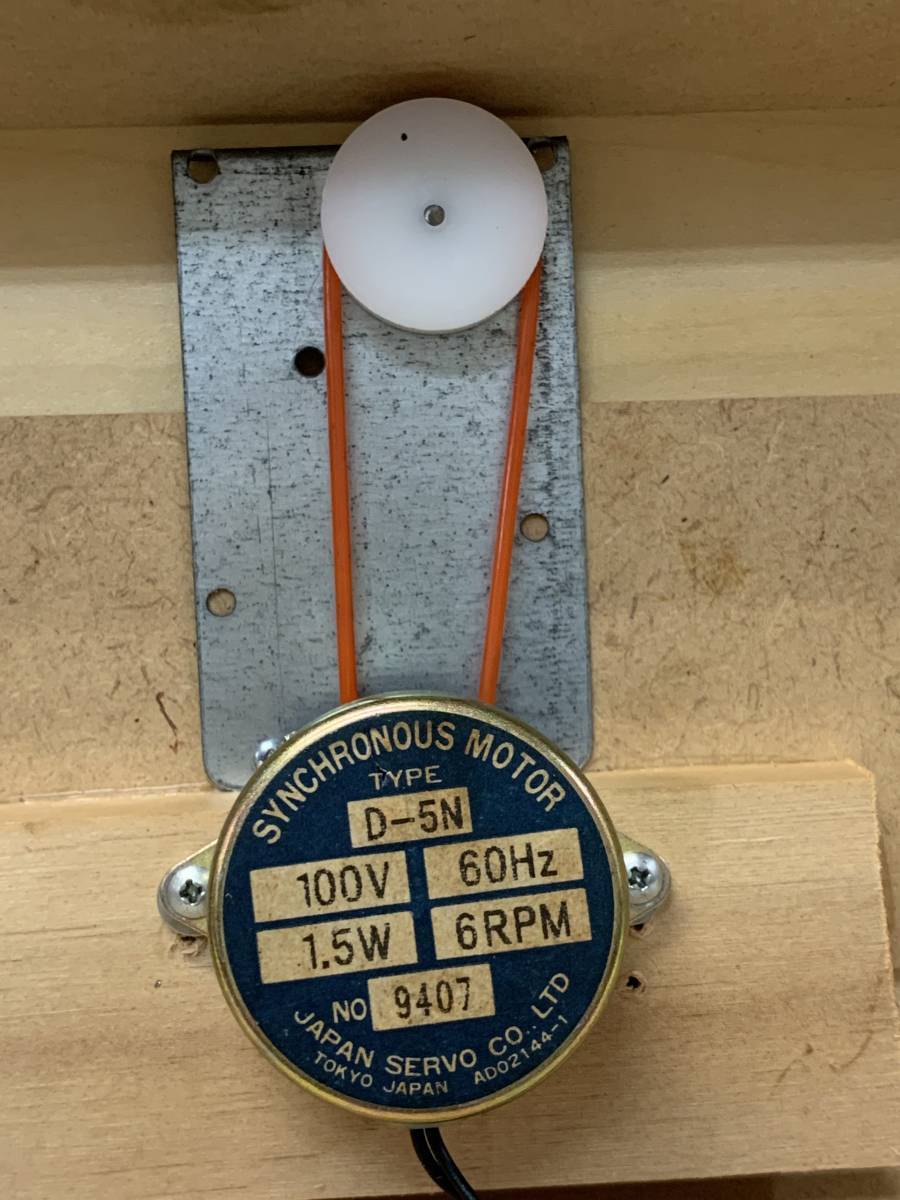 SYNCHRONOUS MOTOR
TYPE
D-5N
100V 60Hz
1.5W 6RPM
NO 9407
JAPAN SERVO CO., LTD
TOKYO JAPAN AD02144-1